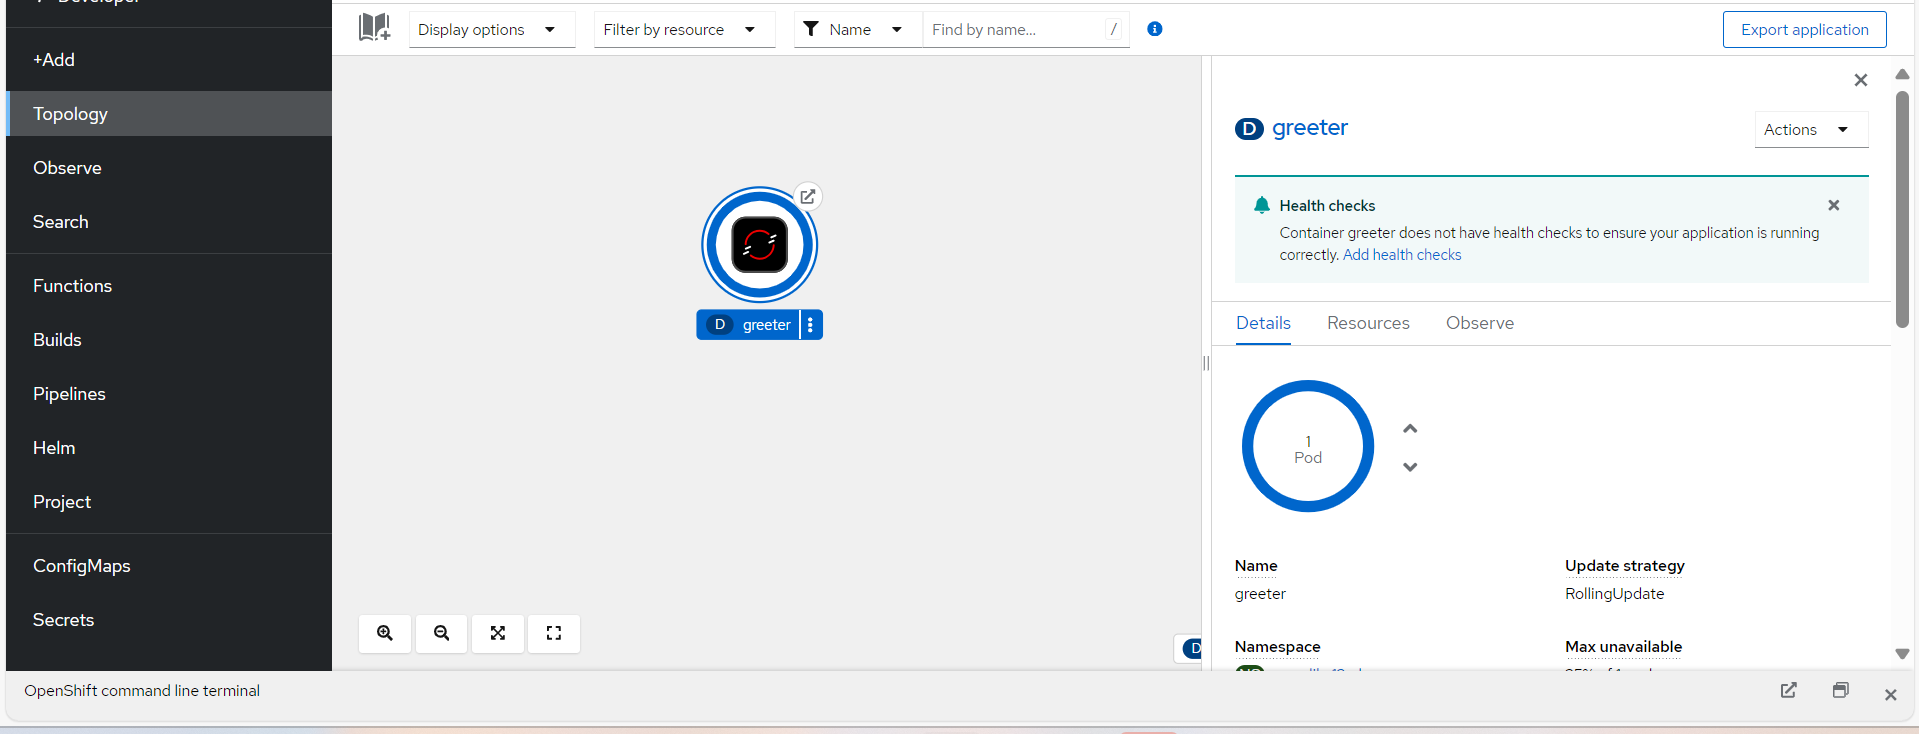 Developer
+Add
Topology
Observe
Search
Functions
Builds
Pipelines
Helm
Project
ConfigMaps
Secrets
Display options
Filter by resource
Name
Find by name...
/
Export application
D greeter
D
D greeter
Actions
Health checks
Container greeter does not have health checks to ensure your application is running
correctly. Add health checks
Details
Resources
Observe
1
Pod
Name
greeter
Update strategy
RollingUpdate
Namespace
Max unavailable
OpenShift command line terminal